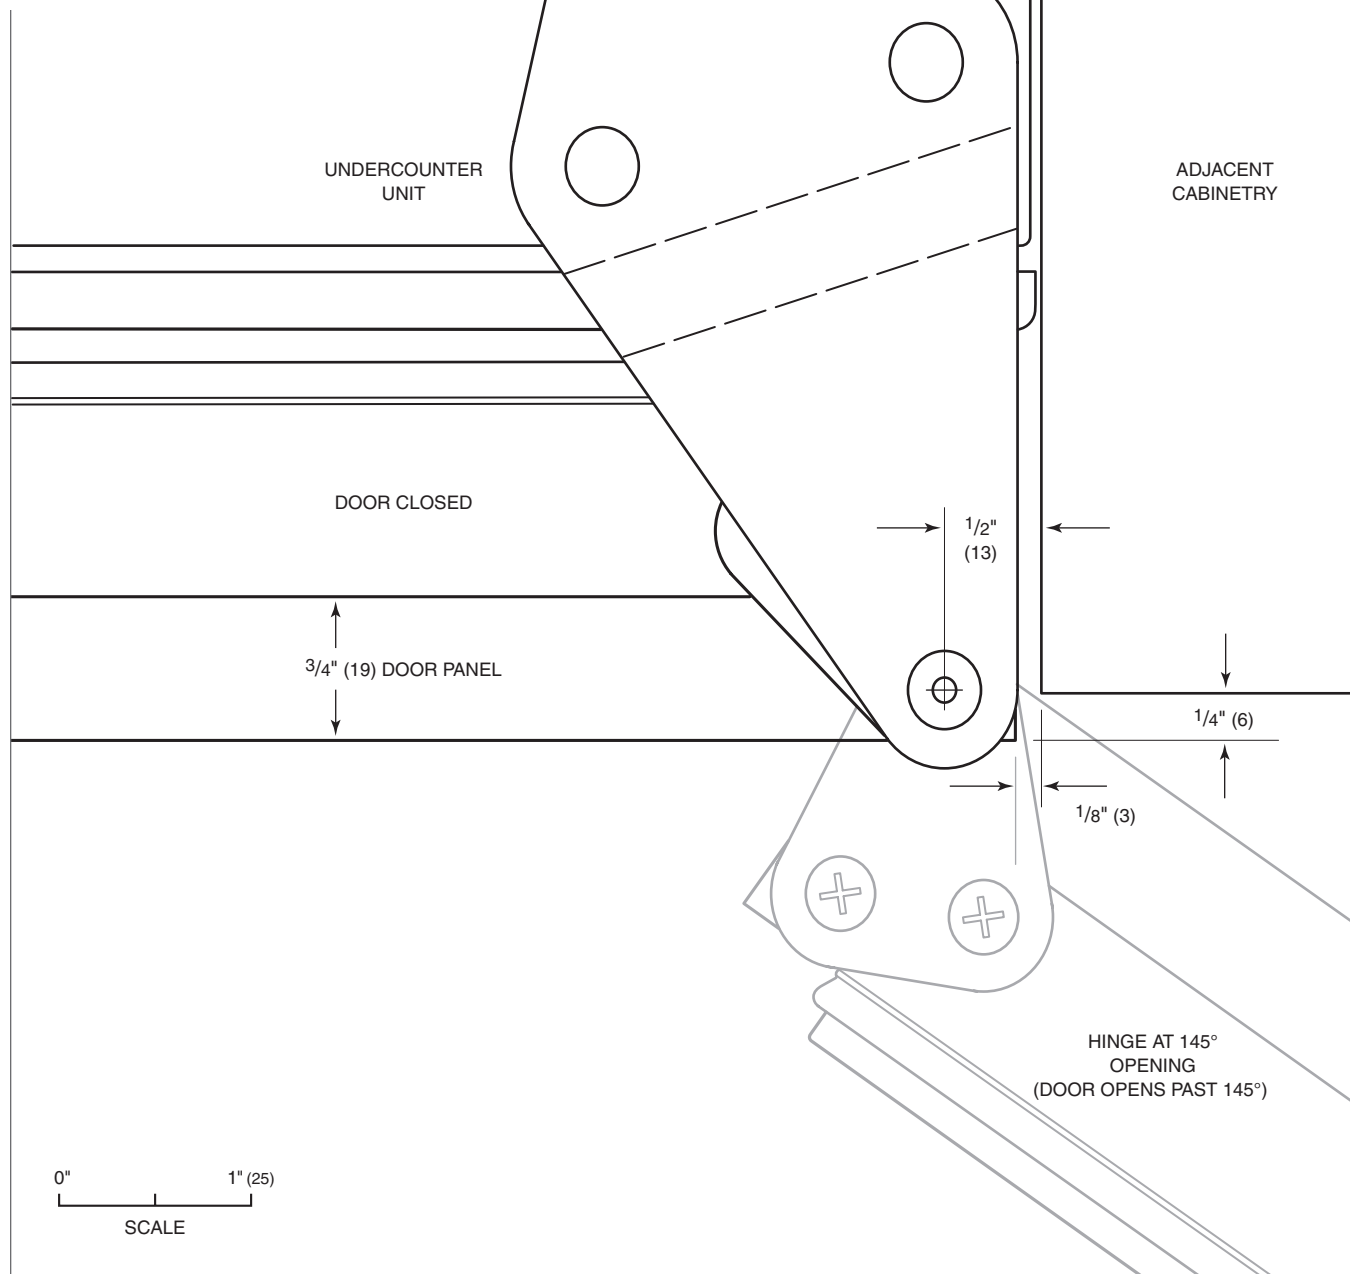 UNDERCOUNTER
UNIT
ADJACENT
CABINETRY
DOOR CLOSED
1/2"
(13)
3/4" (19) DOOR PANEL
1/4" (6)
1/8" (3)
HINGE AT 145°
OPENING
(DOOR OPENS PAST 145°)
0" 1" (25)
SCALE